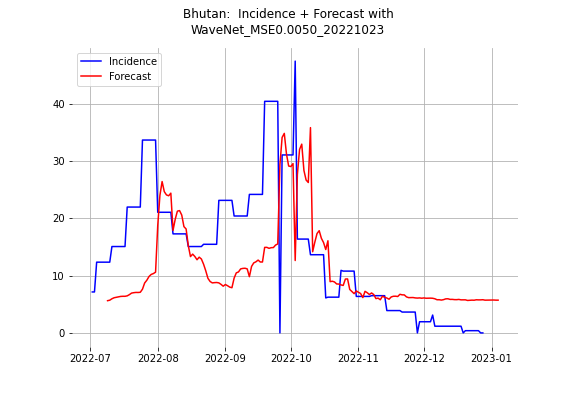 Bhutan:  Incidence + Forecast with
WaveNet_MSE0.0050_20221023
Incidence
Forecast
40
30
20
10
0
2022-07 2022-08 2022-09 2022-10 2022-11 2022-12 2023-01